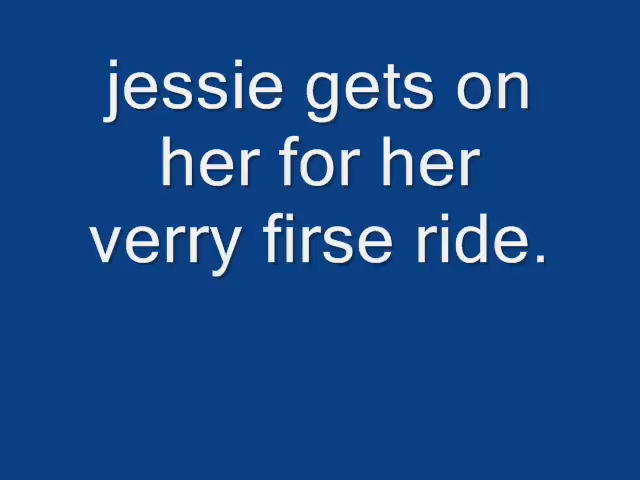 jessie gets on
her for her
verry firse ride.